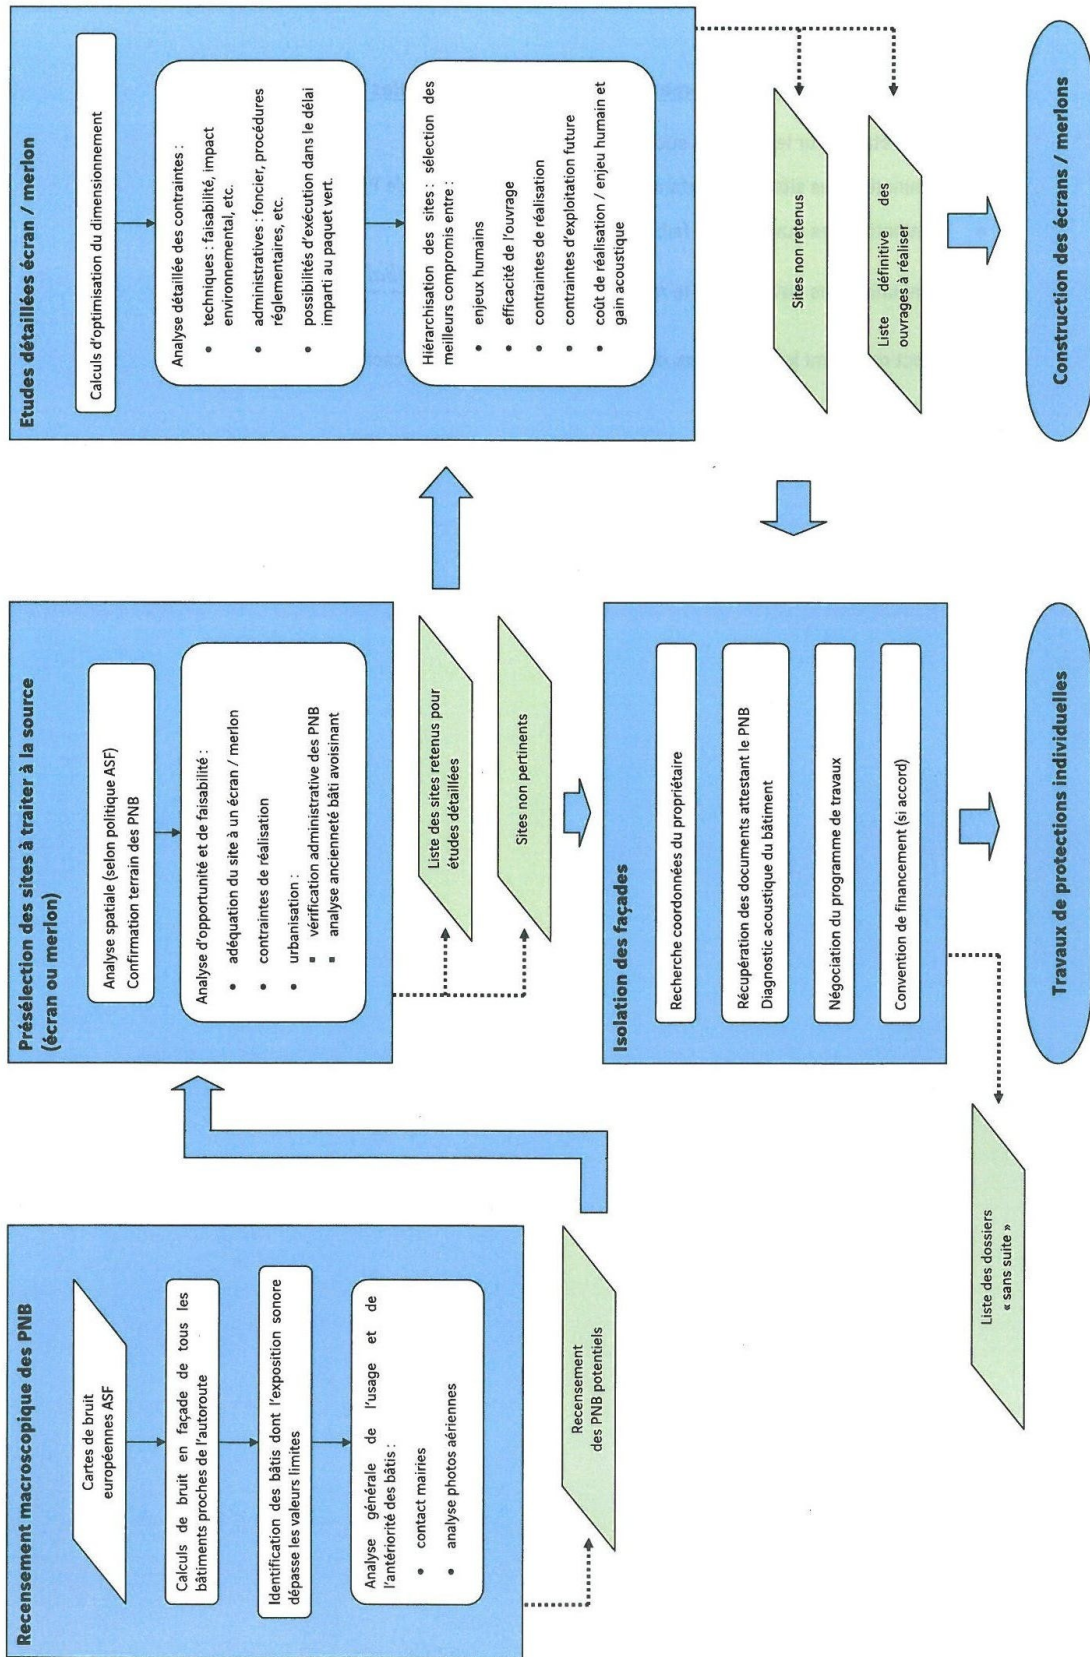 Recensement macroscopique des PNB
Cartes de bruit
européennes ASF
Calculs de bruit en façade de tous les
bâtiments proches de l'autoroute
Identification des bâtis dont l'exposition sonore
dépasse les valeurs limites
Analyse générale de l'usage et de
l'antériorité des bâtis :
• contact mairies
• analyse photos aériennes
Recensement
des PNB potentiels
Présélection des sites à traiter à la source
(écran ou merlon)
Analyse spatiale (selon politique ASF)
Confirmation terrain des PNB
Analyse d'opportunité et de faisabilité :
• adéquation du site à un écran / merlon
• contraintes de réalisation
• urbanisation :
▪ vérification administrative des PNB
▪ analyse ancienneté bâti avoisinant
Liste des sites retenus pour
études détaillées
Sites non pertinents
Isolation des façades
Recherche coordonnées du propriétaire
Récupération des documents attestant le PNB
Diagnostic acoustique du bâtiment
Négociation du programme de travaux
Convention de financement (si accord)
Liste des dossiers
« sans suite »
Travaux de protections individuelles
Etudes détaillées écran / merlon
Calculs d'optimisation du dimensionnement
Analyse détaillée des contraintes :
• techniques : faisabilité, impact
environnemental, etc.
• administratives : foncier, procédures
réglementaires, etc.
• possibilités d'exécution dans le délai
imparti au paquet vert.
Hiérarchisation des sites : sélection des
meilleurs compromis entre :
• enjeux humains
• efficacité de l'ouvrage
• contraintes de réalisation
• contraintes d'exploitation future
• coût de réalisation / enjeu humain et
gain acoustique
Sites non retenus
Liste définitive des
ouvrages à réaliser
Construction des écrans / merlons